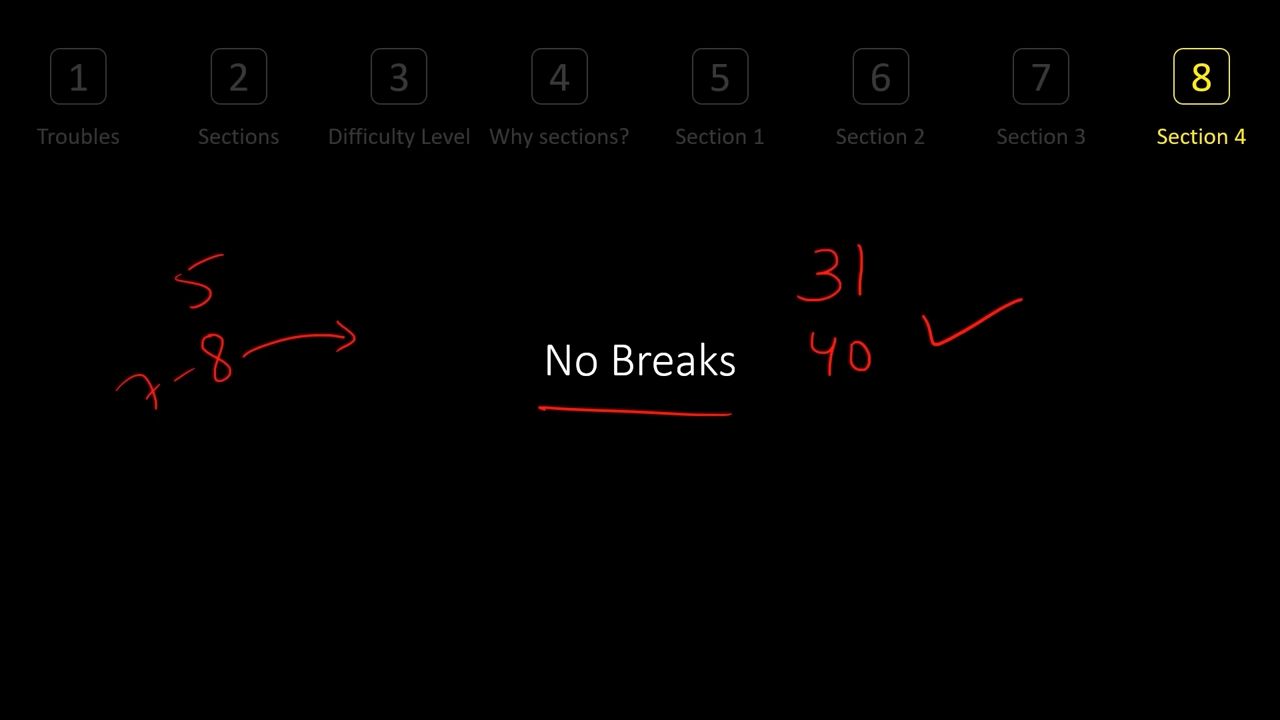 1 2 3 4 5 6 7 8
Troubles Sections Difficulty Level Why sections? Section 1 Section 2 Section 3 Section 4
5
7-8
No Breaks
31
40